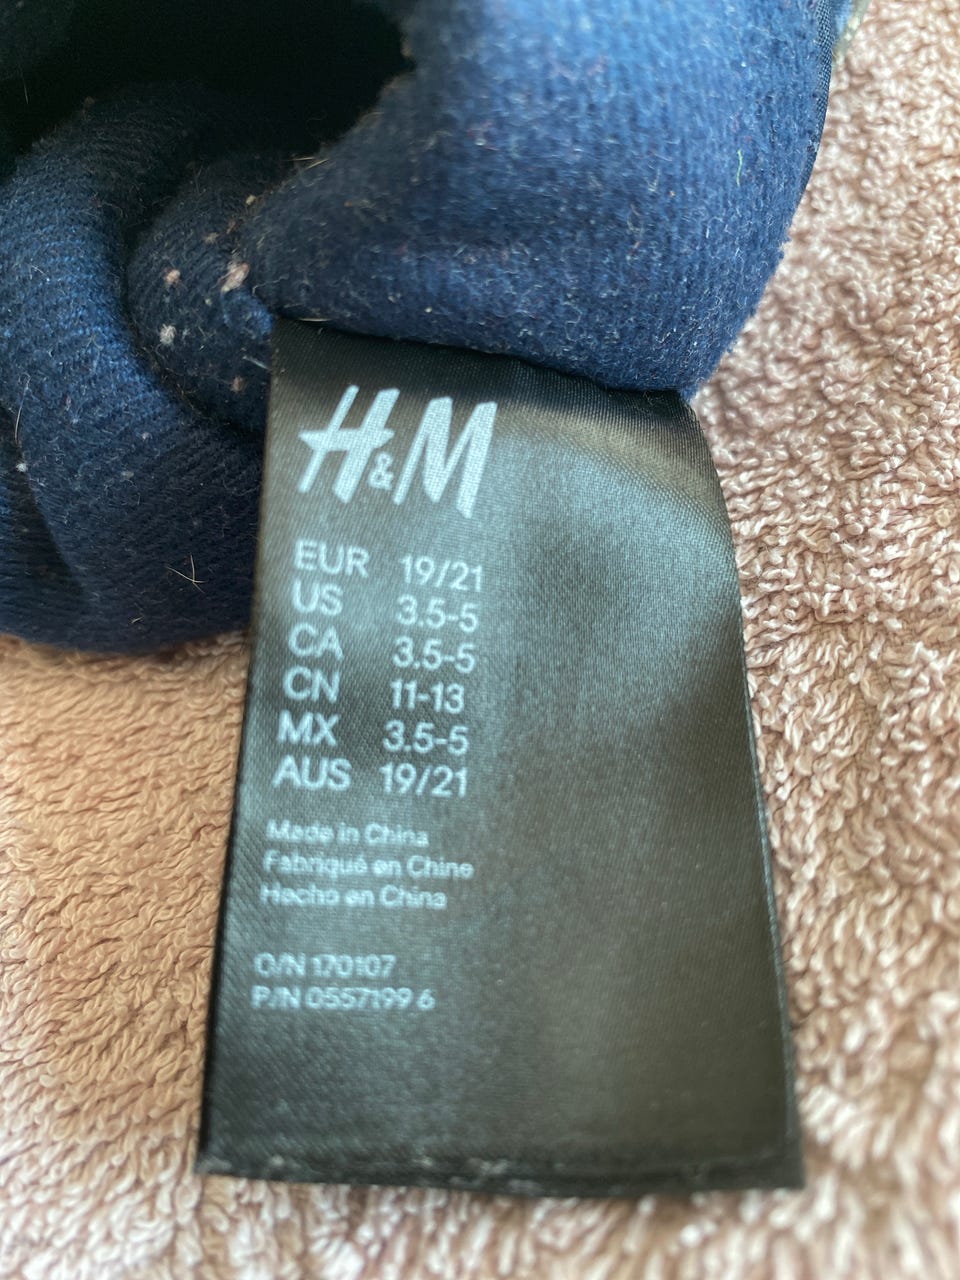 H&M
EUR 19/21
US 3.5-5
CA 3.5-5
CN 11-13
MX 3.5-5
AUS 19/21
Made in China
Fabriqué en Chine
Hecho en China
O/N 170107
P/N 0557199 6